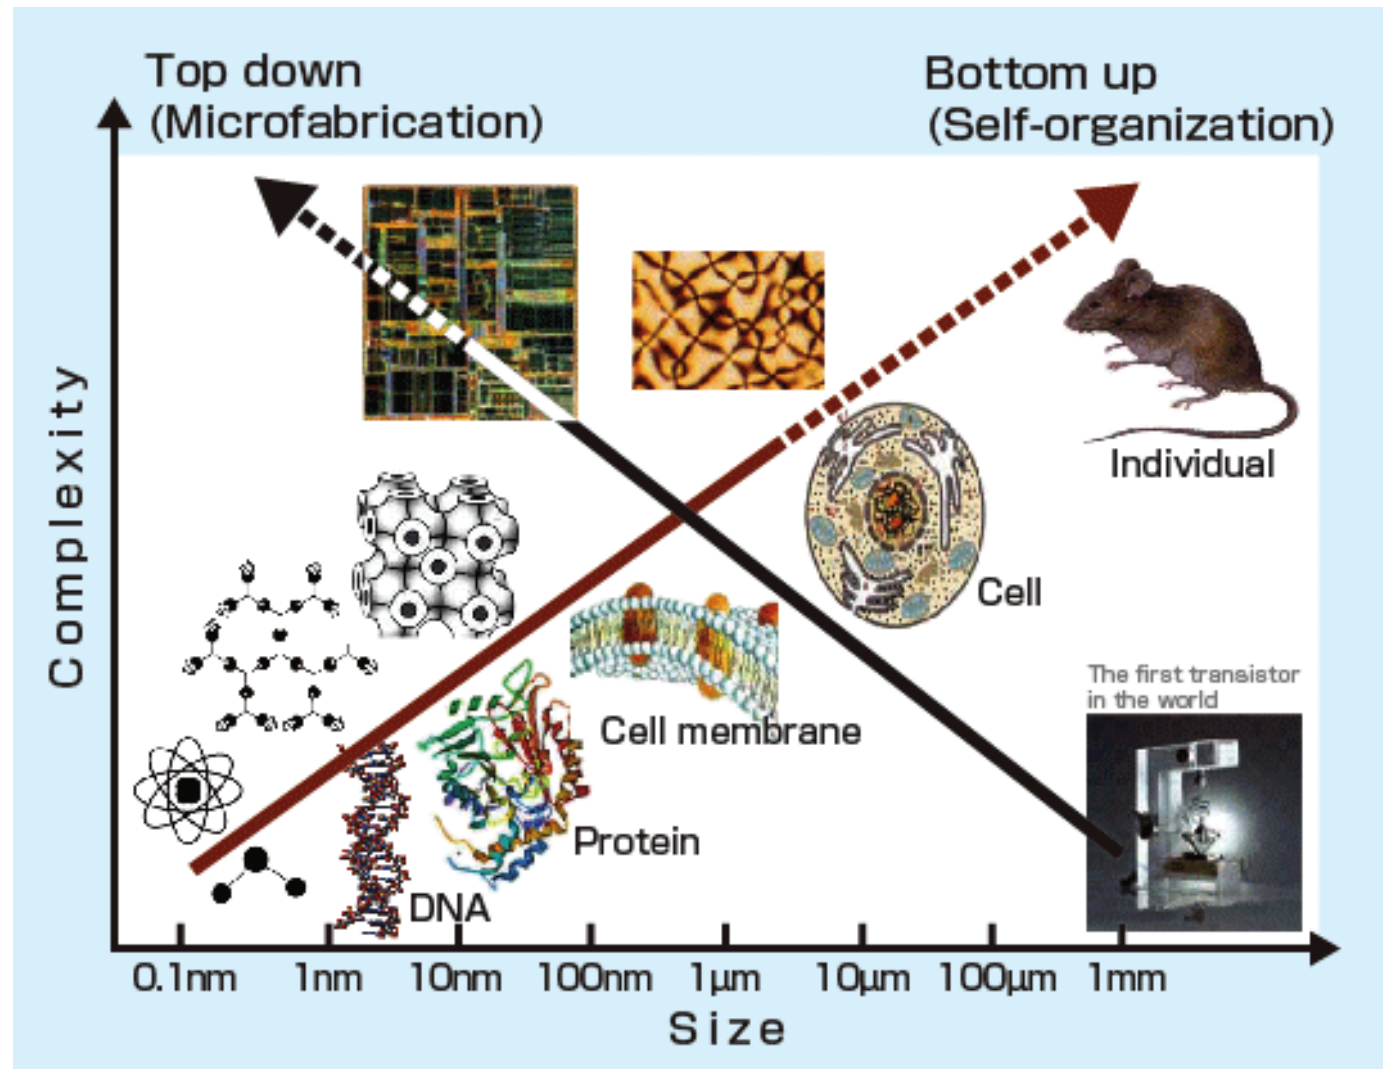 Top down
(Microfabrication)
Bottom up
(Self-organization)
Complexity
Individual
Cell
Cell membrane
The first transistor
in the world
Protein
DNA
0.1nm 1nm 10nm 100nm 1μm 10μm 100μm 1mm
Size